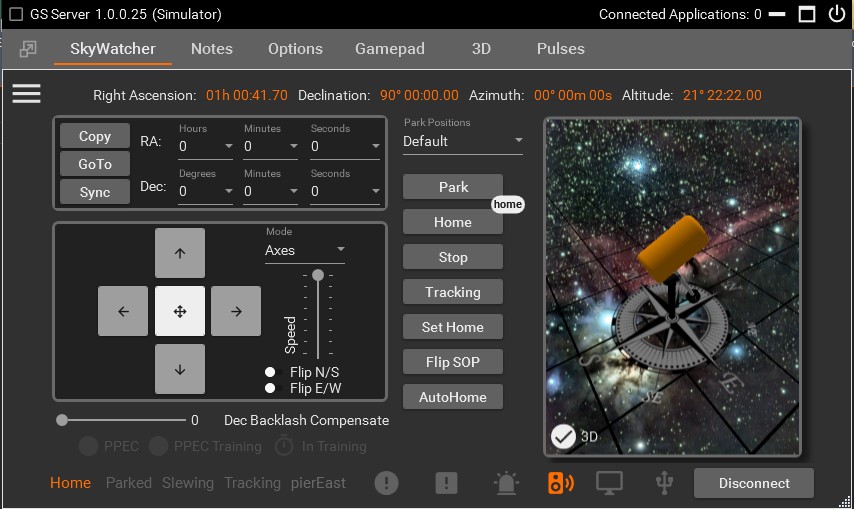 GS Server 1.0.0.25 (Simulator) Connected Applications: 0
SkyWatcher Notes Options Gamepad 3D Pulses
Right Ascension: 01h 00:41.70 Declination: 90° 00:00.00 Azimuth: 00° 00m 00s Altitude: 21° 22:22.00
Copy
GoTo
Sync
RA:
Hours Minutes Seconds
0 0 0
Dec:
Degrees Minutes Seconds
0 0 0
Park Positions
Default
Mode
Axes
Speed
Flip N/S
Flip E/W
Park
home
Home
Stop
Tracking
Set Home
Flip SOP
AutoHome
S
SE
E
3D
0 Dec Backlash Compensate
PPEC PPEC Training In Training
Home Parked Slewing Tracking pierEast
Disconnect